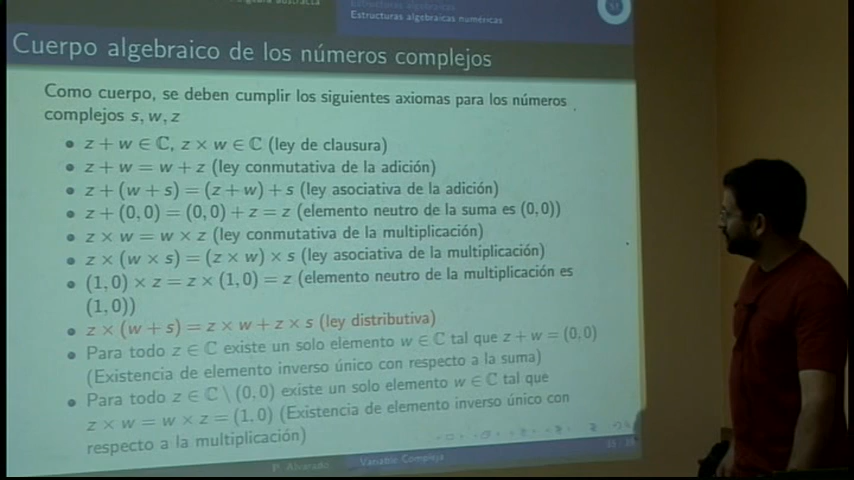 Estructuras algebraicas
Estructuras algebraicas numéricas
Cuerpo algebraico de los números complejos
Como cuerpo, se deben cumplir los siguientes axiomas para los números
complejos s, w, z
• z + w ∈ ℂ, z × w ∈ ℂ (ley de clausura)
• z + w = w + z (ley conmutativa de la adición)
• z + (w + s) = (z + w) + s (ley asociativa de la adición)
• z + (0, 0) = (0, 0) + z = z (elemento neutro de la suma es (0, 0))
• z × w = w × z (ley conmutativa de la multiplicación)
• z × (w × s) = (z × w) × s (ley asociativa de la multiplicación)
• (1, 0) × z = z × (1, 0) = z (elemento neutro de la multiplicación es
(1, 0))
• z × (w + s) = z × w + z × s (ley distributiva)
• Para todo z ∈ ℂ existe un solo elemento w ∈ ℂ tal que z + w = (0, 0)
(Existencia de elemento inverso único con respecto a la suma)
• Para todo z ∈ ℂ \ (0, 0) existe un solo elemento w ∈ ℂ tal que
z × w = w × z = (1, 0) (Existencia de elemento inverso único con
respecto a la multiplicación)
P. Alvarado Variable Compleja